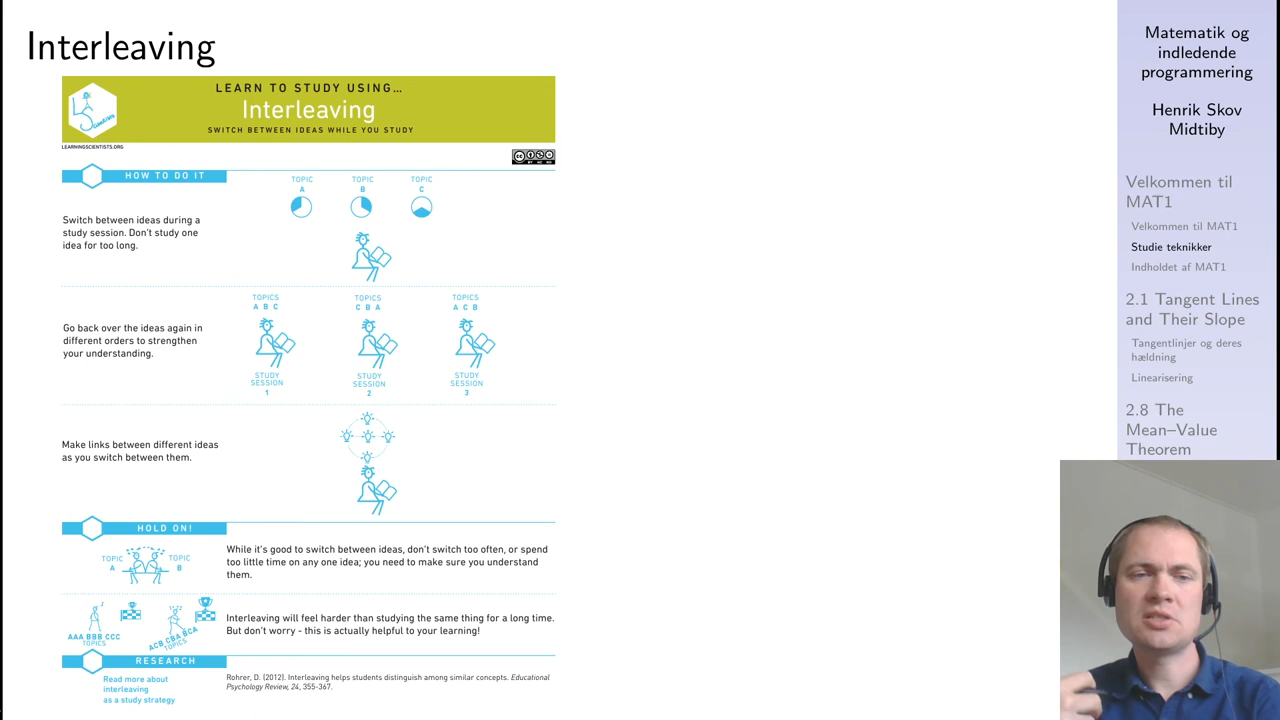 Interleaving
LEARN TO STUDY USING...
Interleaving
SWITCH BETWEEN IDEAS WHILE YOU STUDY
LEARNINGSCIENTISTS.ORG
HOW TO DO IT
TOPIC
A
TOPIC
B
TOPIC
C
Switch between ideas during a
study session. Don't study one
idea for too long.
TOPICS
A B C
TOPICS
C B A
TOPICS
A C B
Go back over the ideas again in
different orders to strengthen
your understanding.
STUDY
SESSION
1
STUDY
SESSION
2
STUDY
SESSION
3
Make links between different ideas
as you switch between them.
HOLD ON!
TOPIC
A
TOPIC
B
While it's good to switch between ideas, don't switch too often, or spend
too little time on any one idea; you need to make sure you understand
them.
AAA BBB CCC
TOPICS
ACB CBA BCA
TOPICS
Interleaving will feel harder than studying the same thing for a long time.
But don't worry - this is actually helpful to your learning!
RESEARCH
Read more about
interleaving
as a study strategy
Rohrer, D. (2012). Interleaving helps students distinguish among similar concepts. Educational
Psychology Review, 24, 355-367.
Matematik og
indledende
programmering
Henrik Skov
Midtiby
Velkommen til
MAT1
Velkommen til MAT1
Studie teknikker
Indholdet af MAT1
2.1 Tangent Lines
and Their Slope
Tangentlinjer og deres
hældning
Linearisering
2.8 The
Mean–Value
Theorem